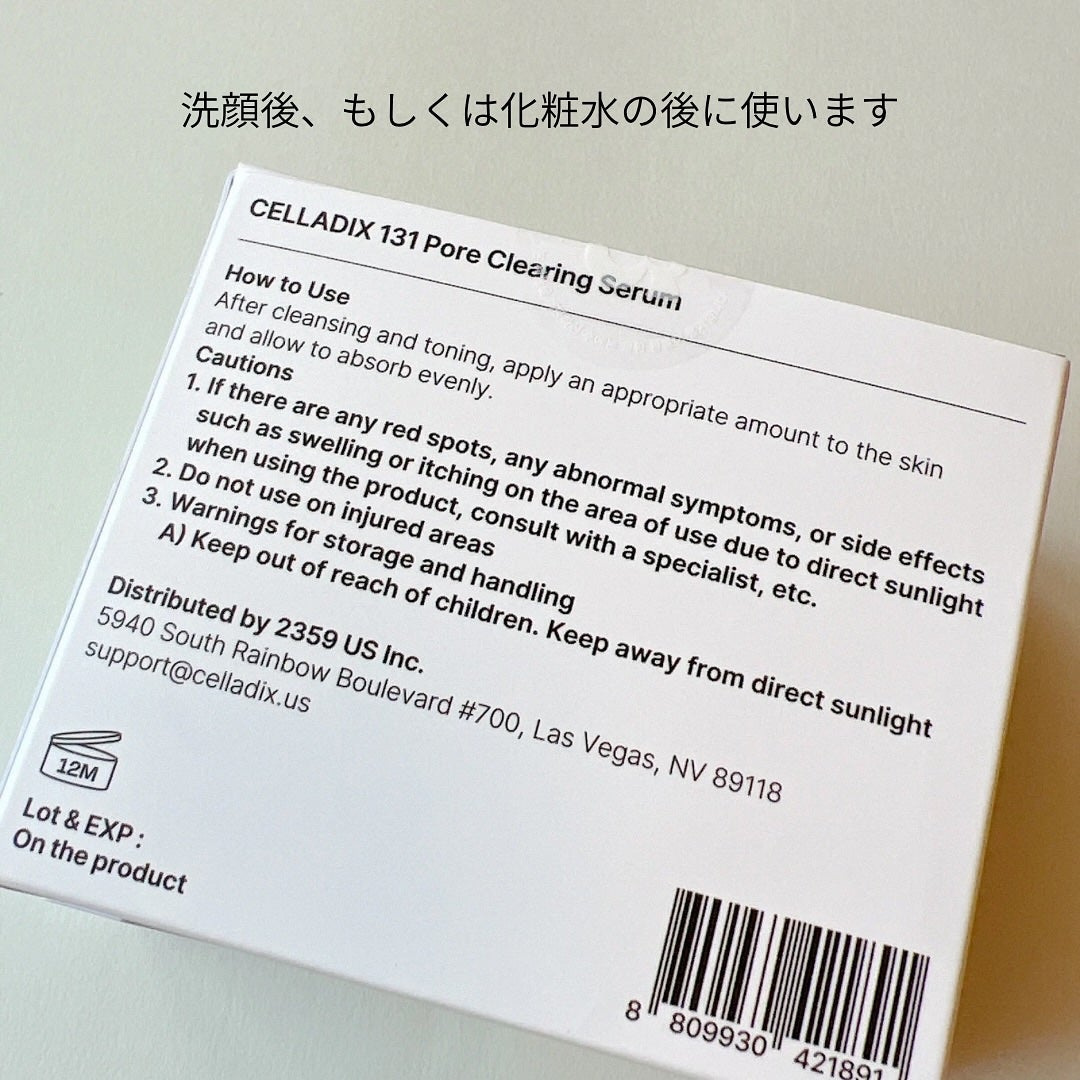 洗顔後、もしくは化粧水の後に使います
CELLADIX 131 Pore Clearing Serum
How to Use
After cleansing and toning, apply an appropriate amount to the skin
and allow to absorb evenly.
Cautions
1. If there are any red spots, any abnormal symptoms, or side effects
such as swelling or itching on the area of use due to direct sunlight
when using the product, consult with a specialist, etc.
2. Do not use on injured areas
3. Warnings for storage and handling
A) Keep out of reach of children. Keep away from direct sunlight
Distributed by 2359 US Inc.
5940 South Rainbow Boulevard #700, Las Vegas, NV 89118
support@celladix.us
12M
Lot & EXP :
On the product
8 809930 421891